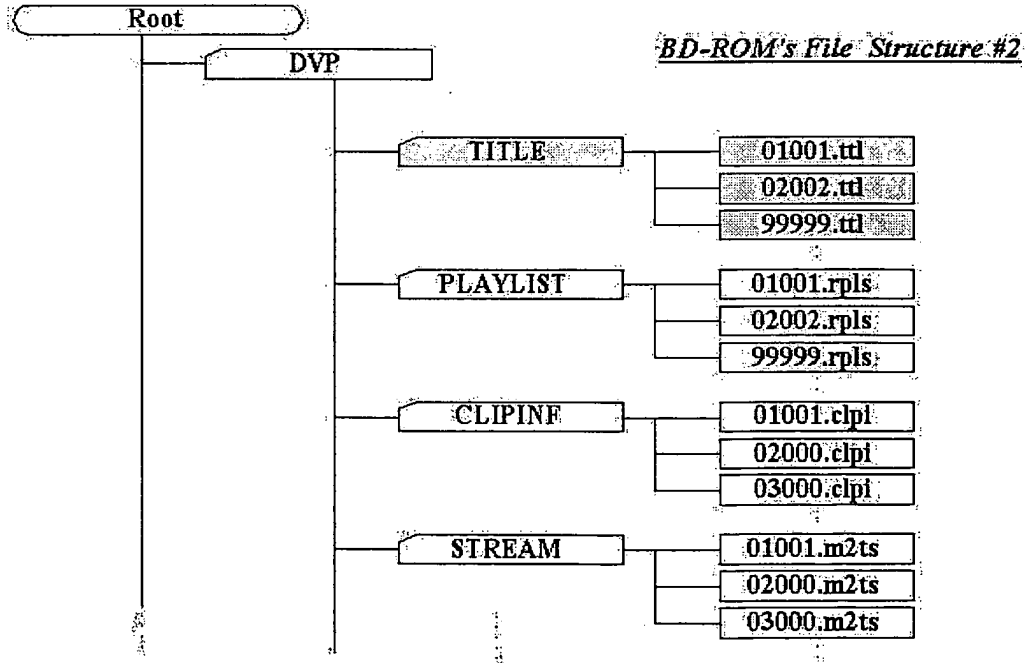 Root
BD-ROM's File Structure #2
DVP
TITLE
01001.ttl
02002.ttl
99999.ttl
PLAYLIST
01001.rpls
02002.rpls
99999.rpls
CLIPINF
01001.clpi
02000.clpi
03000.clpi
STREAM
01001.m2ts
02000.m2ts
03000.m2ts